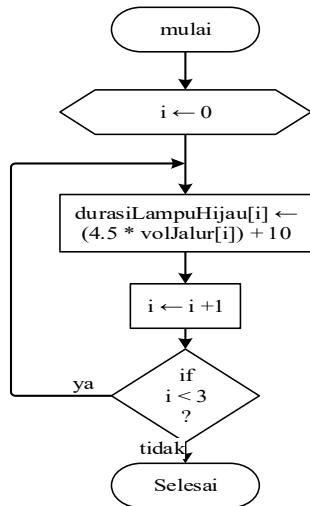 mulai
i ← 0
durasiLampuHijau[i] ←
(4.5 * volJalur[i]) + 10
i ← i +1
if
i < 3
?
ya
tidak
Selesai